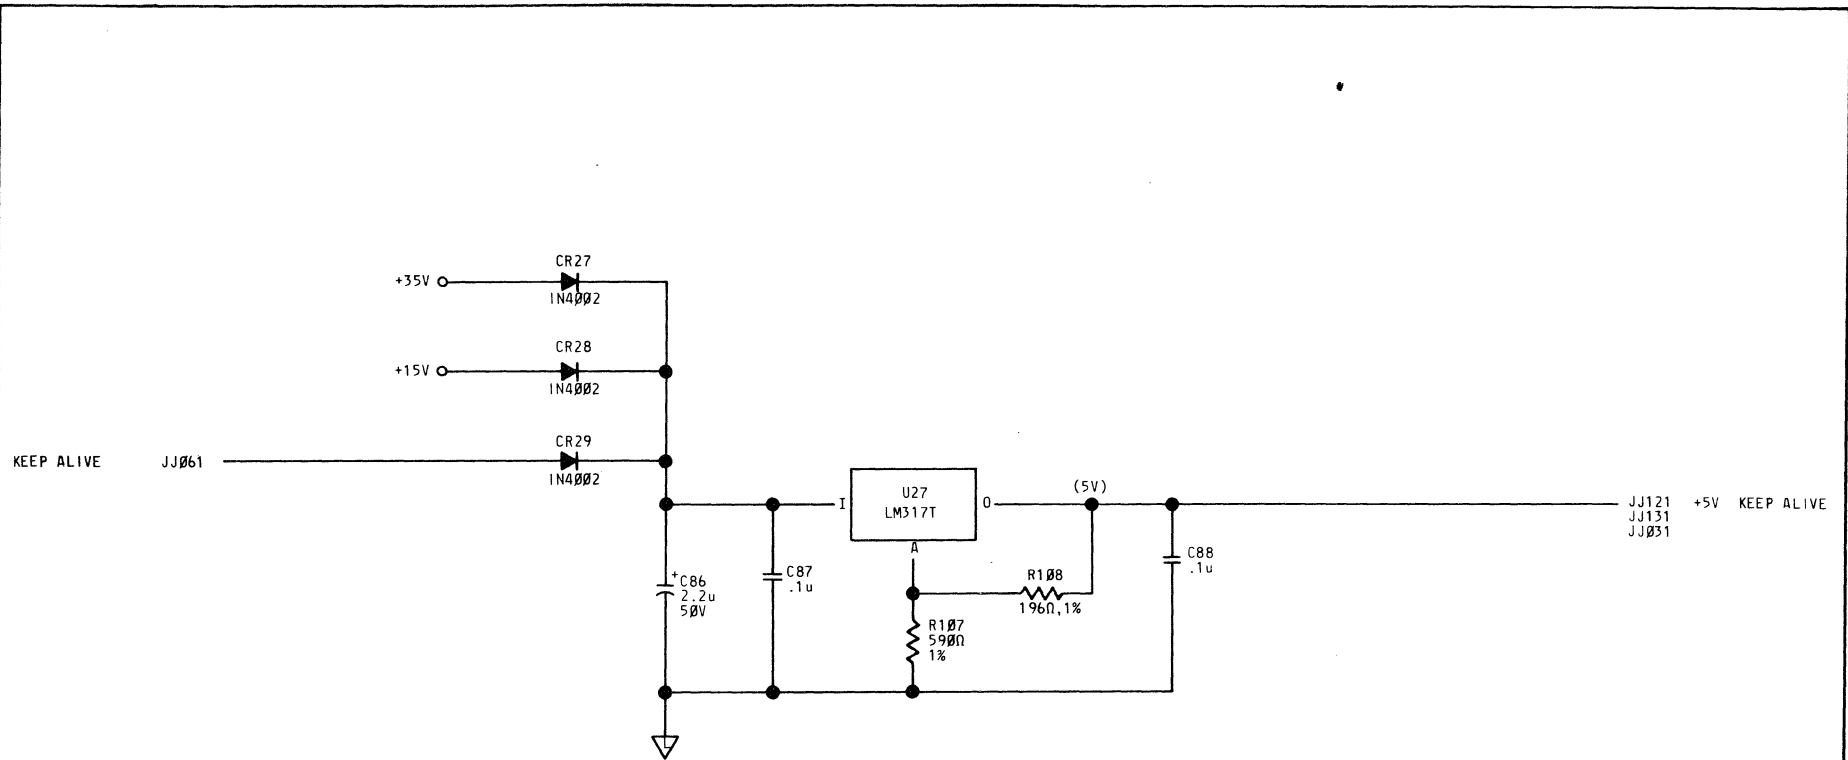 CR27
+35V
1N4002
CR28
+15V
1N4002
CR29
KEEP ALIVE JJ061
1N4002
U27
LM317T
I
O
A
(5V)
JJ121 +5V KEEP ALIVE
JJ131
JJ031
+
C86
2.2u
50V
C87
.1u
R108
196Ω,1%
C88
.1u
R107
590Ω
1%
L